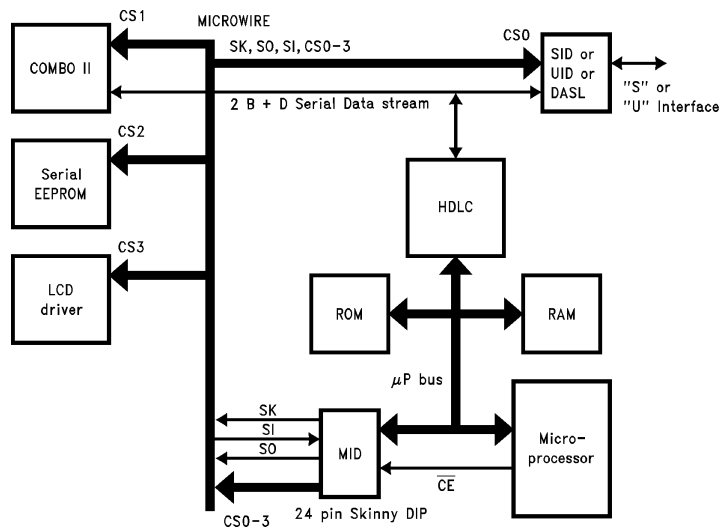 CS1
MICROWIRE
CS0
SK, SO, SI, CS0-3
COMBO II
SID or
UID or
DASL
"S" or
"U" Interface
2 B + D Serial Data stream
CS2
Serial
EEPROM
HDLC
CS3
LCD
driver
ROM
RAM
μP bus
SK
SI
SO
MID
Micro-
processor
CE
CS0-3
24 pin Skinny DIP